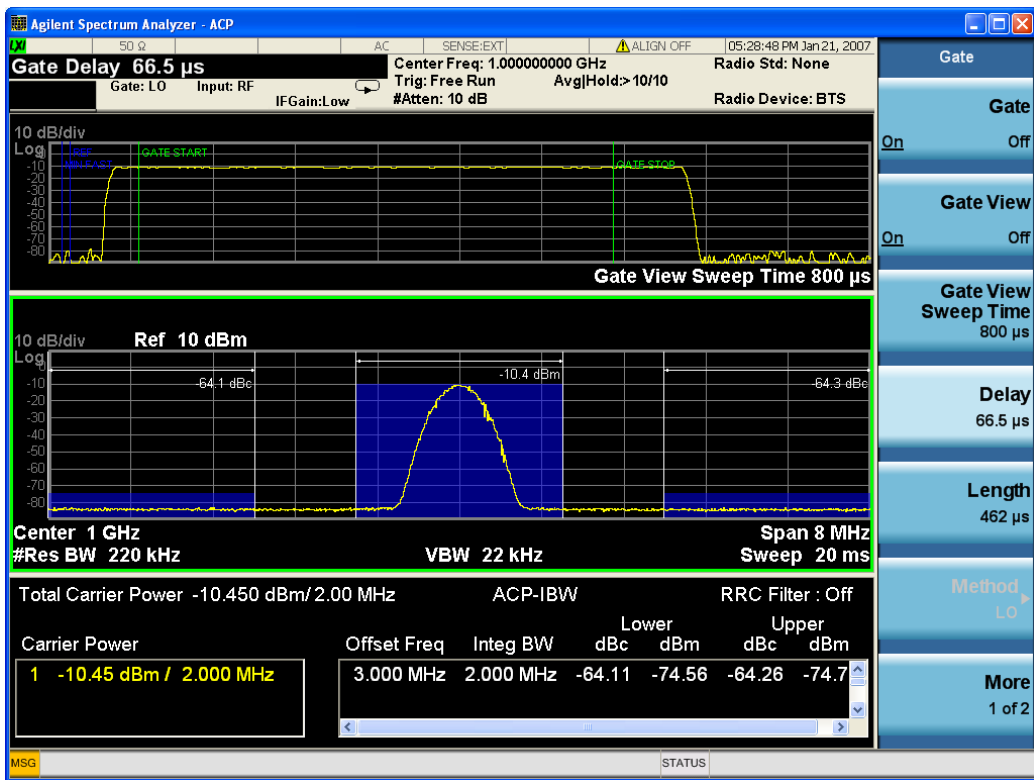 Agilent Spectrum Analyzer - ACP
LXI 50 Ω AC SENSE:EXT ALIGN OFF 05:28:48 PM Jan 21, 2007
Gate Delay 66.5 µs
Center Freq: 1.000000000 GHz
Radio Std: None
Trig: Free Run Avg|Hold:> 10/10
Gate: LO Input: RF
IFGain:Low
#Atten: 10 dB
Radio Device: BTS
10 dB/div
Log
GATE START
GATE STOP
-10
-20
-30
-40
-50
-60
-70
-80
Gate View Sweep Time 800 µs
10 dB/div Ref 10 dBm
Log
0
-64.1 dBc
-10.4 dBm
-64.3 dBc
-10
-20
-30
-40
-50
-60
-70
-80
Center 1 GHz Span 8 MHz
#Res BW 220 kHz VBW 22 kHz Sweep 20 ms
Total Carrier Power -10.450 dBm/ 2.00 MHz ACP-IBW RRC Filter : Off
Lower Upper
Carrier Power Offset Freq Integ BW dBc dBm dBc dBm
1 -10.45 dBm / 2.000 MHz 3.000 MHz 2.000 MHz -64.11 -74.56 -64.26 -74.7
MSG STATUS
Gate
Gate
On Off
Gate View
On Off
Gate View
Sweep Time
800 µs
Delay
66.5 µs
Length
462 µs
Method
LO
More
1 of 2